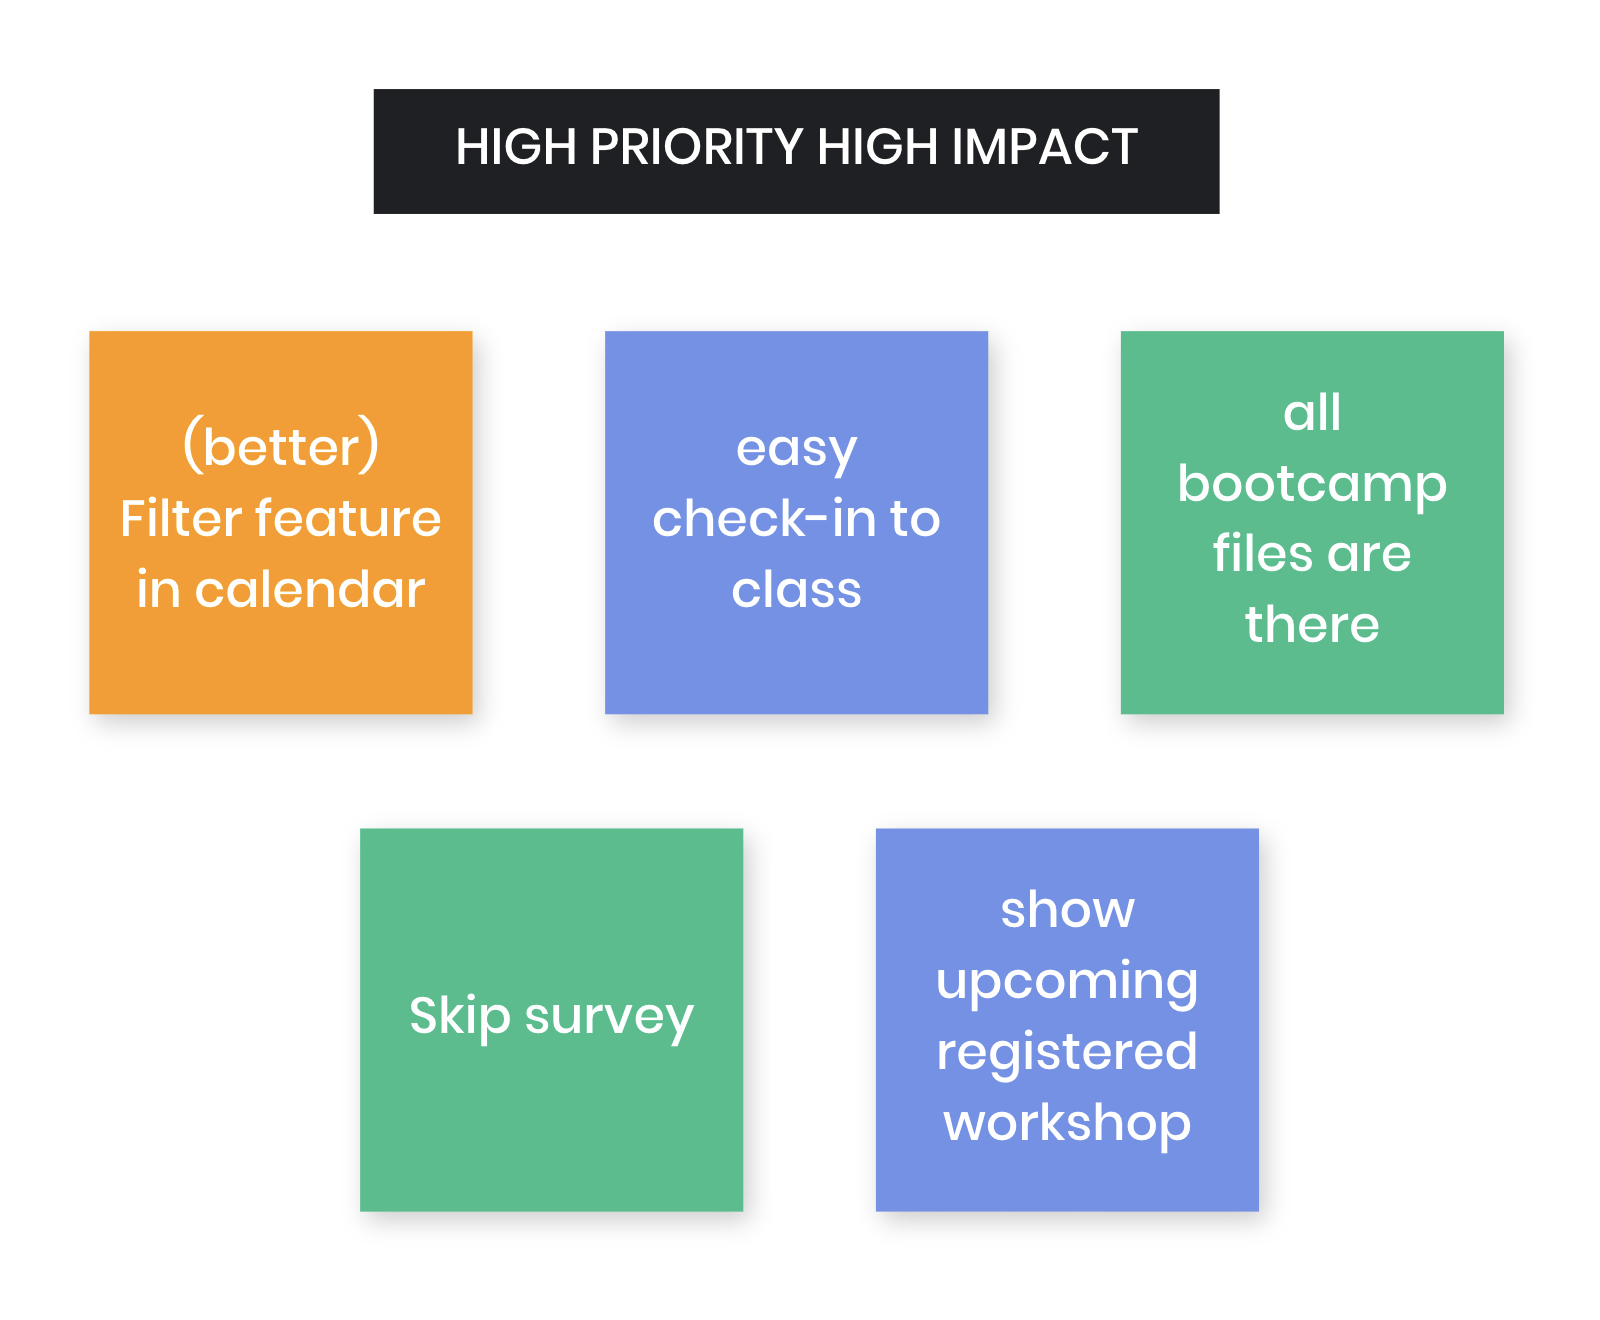 HIGH PRIORITY HIGH IMPACT
(better)
Filter feature
in calendar
easy
check-in to
class
all
bootcamp
files are
there
Skip survey
show
upcoming
registered
workshop